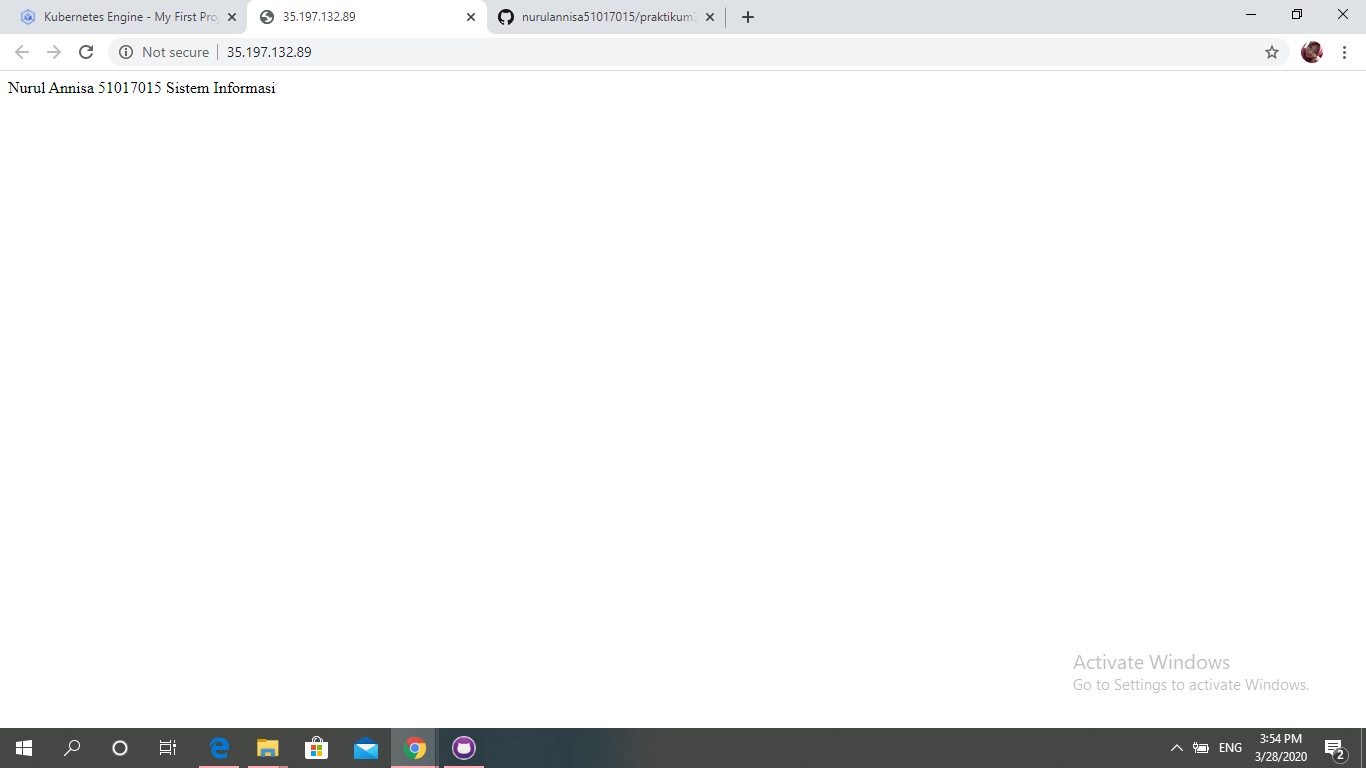 Kubernetes Engine - My First Pro
35.197.132.89
nurulannisa51017015/praktikum
Not secure
35.197.132.89
Nurul Annisa 51017015 Sistem Informasi
Activate Windows
Go to Settings to activate Windows.
ENG
3:54 PM
3/28/2020
2